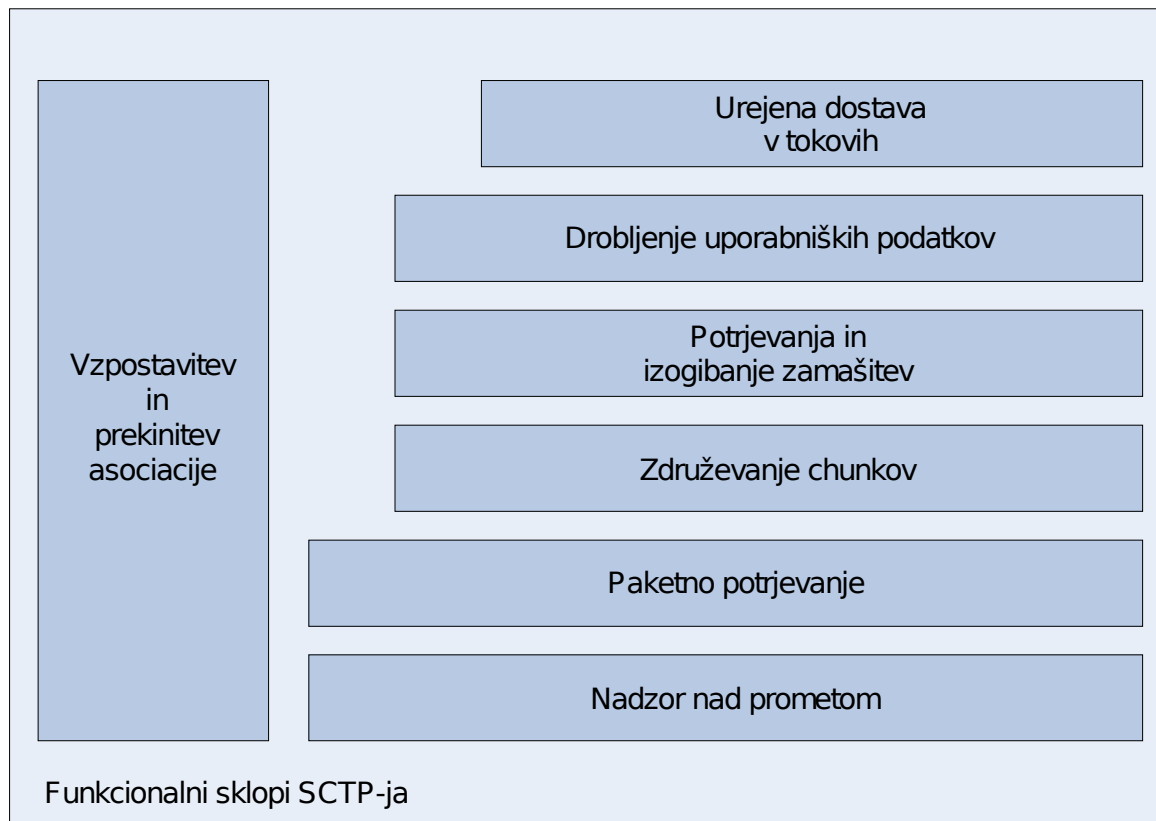 Vzpostavitev
in
prekinitev
asociacije
Urejena dostava
v tokovih
Drobljenje uporabniških podatkov
Potrjevanja in
izogibanje zamašitev
Združevanje chunkov
Paketno potrjevanje
Nadzor nad prometom
Funkcionalni sklopi SCTP-ja